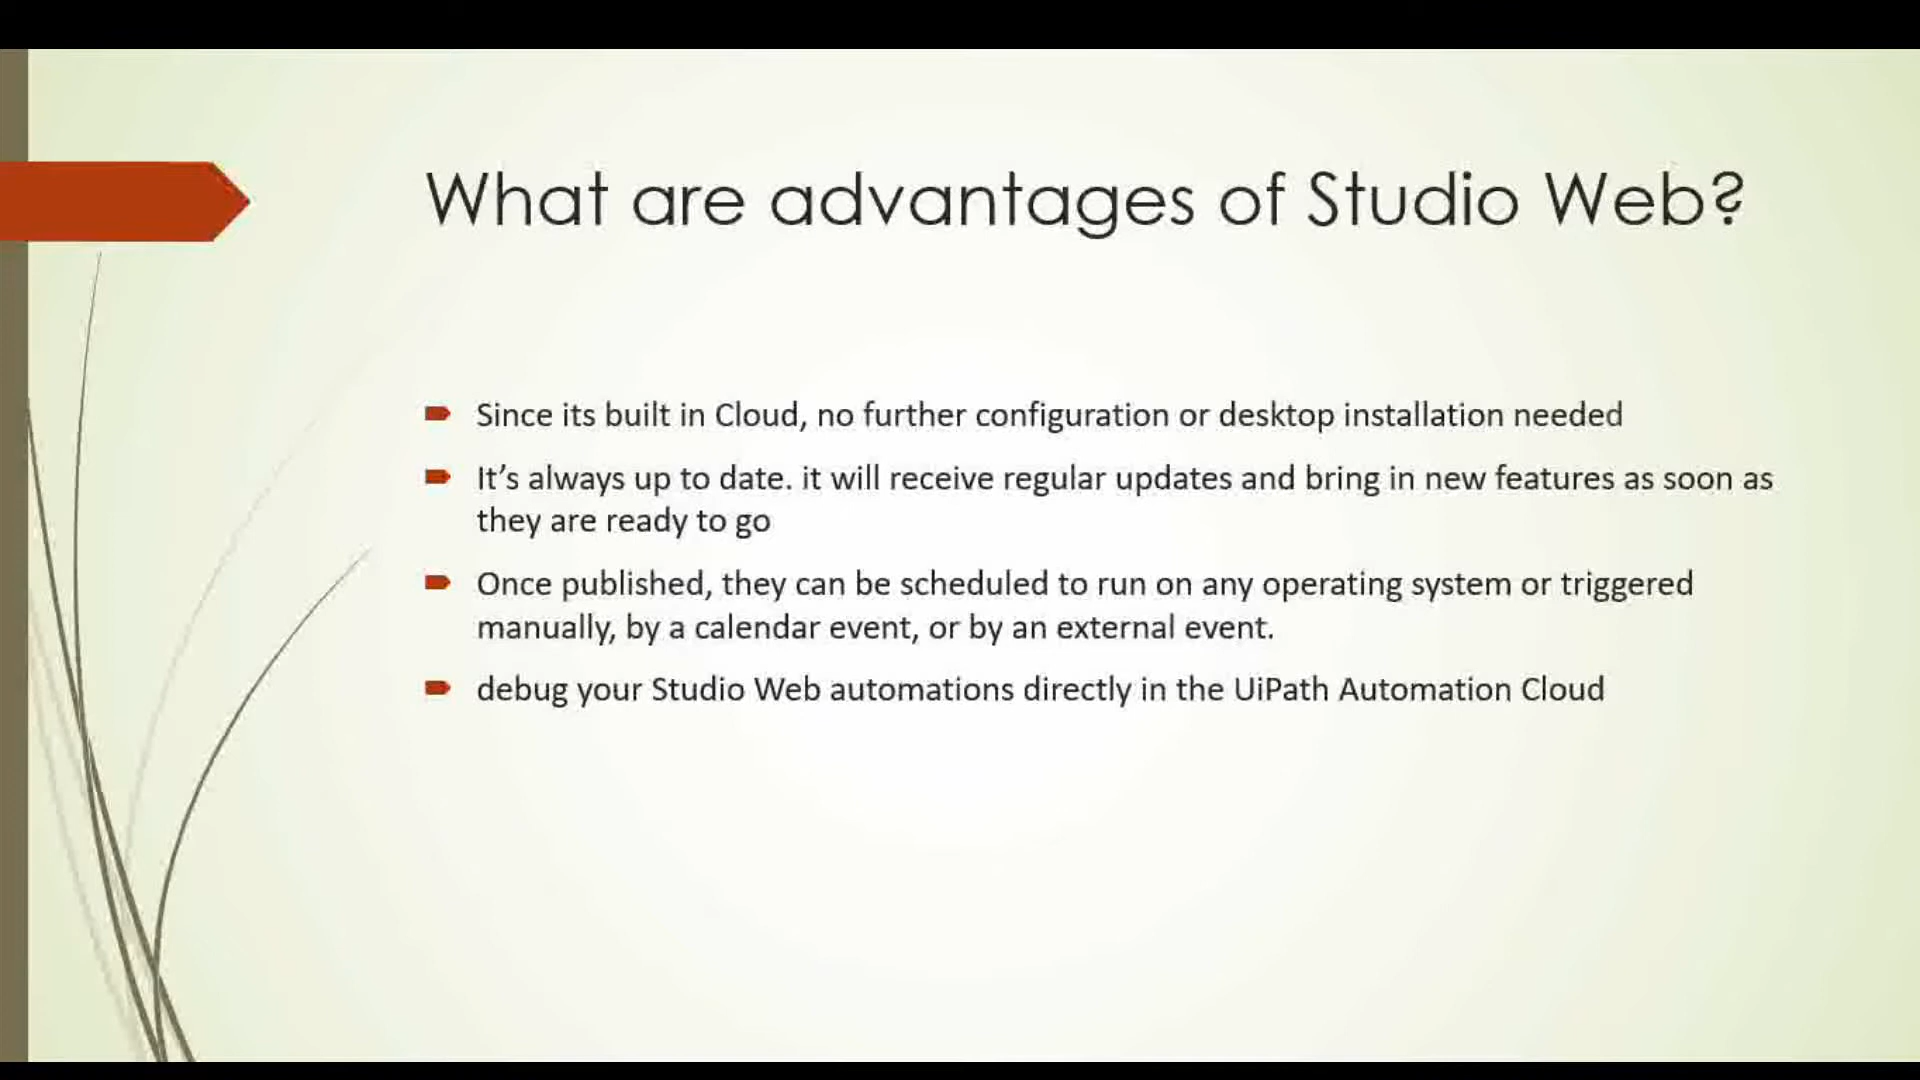 What are advantages of Studio Web?
Since its built in Cloud, no further configuration or desktop installation needed
It’s always up to date. it will receive regular updates and bring in new features as soon as
they are ready to go
Once published, they can be scheduled to run on any operating system or triggered
manually, by a calendar event, or by an external event.
debug your Studio Web automations directly in the UiPath Automation Cloud